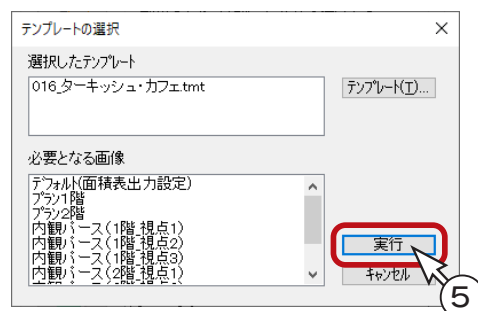 テンプレートの選択
選択したテンプレート
016_ターキッシュ・カフェ.tmt
テンプレート(T)...
必要となる画像
デフォルト(面積表出力設定)
プラン1階
プラン2階
内観パース(1階_視点1)
内観パース(1階_視点2)
内観パース(1階_視点3)
内観パース(2階_視点1)
実行
キャンセル
5